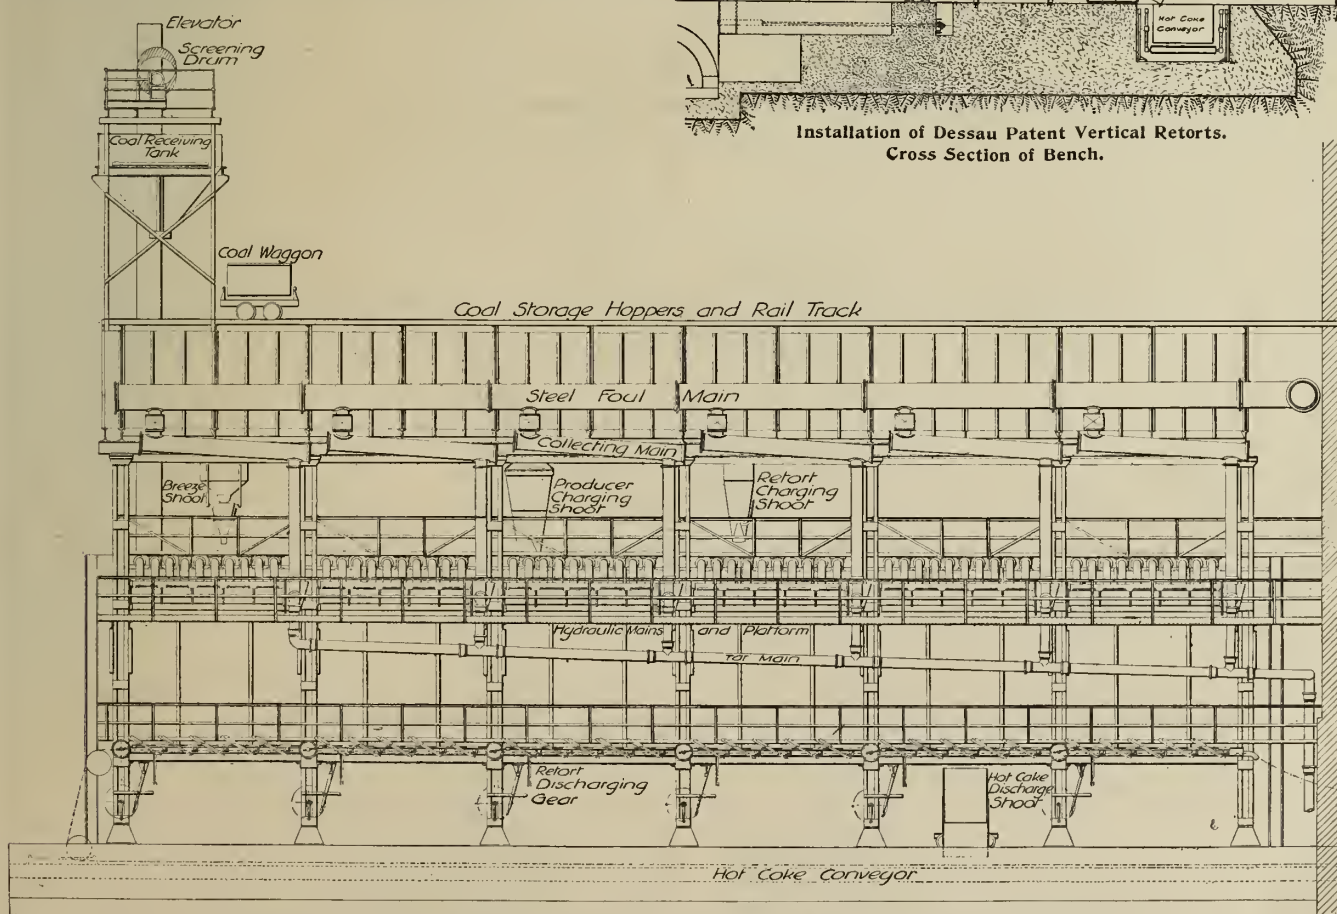 Elevator
Screening
Drum
Hot Coke
Conveyor
Installation of Dessau Patent Vertical Retorts.
Cross Section of Bench.
Coal Receiving
Tank
Coal Waggon
Coal Storage Hoppers and Rail Track
Steel Foul Main
Collecting Main
Breeze
Shoot
Producer
Charging
Shoot
Retort
Charging
Shoot
Hydraulic Mains and Platform
Tar Main
Retort
Discharging
Gear
Hot Coke
Discharge
Shoot
Hot Coke Conveyor